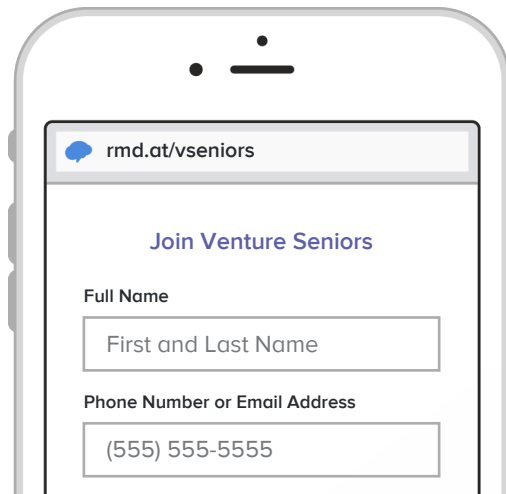 rmd.at/vseniors
Join Venture Seniors
Full Name
First and Last Name
Phone Number or Email Address
(555) 555-5555